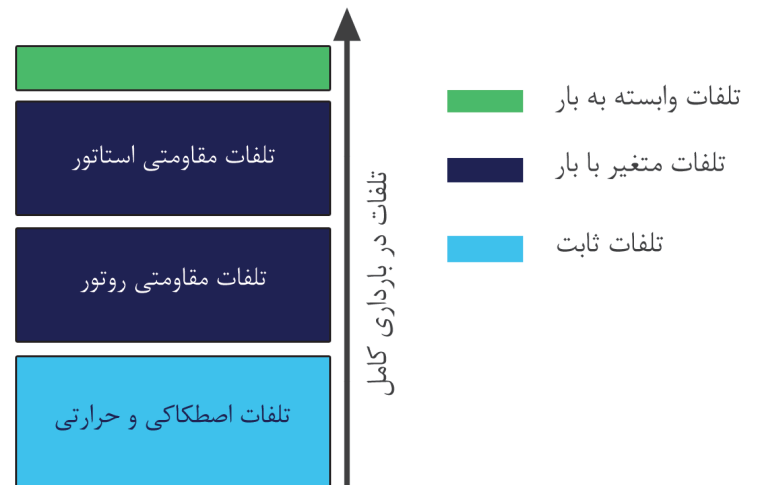 تلفات وابسته به بار
تلفات متغیر با بار
تلفات ثابت
تلفات در بارداری کامل
تلفات مقاومتی استاتور
تلفات مقاومتی روتور
تلفات اصطکاکی و حرارتی